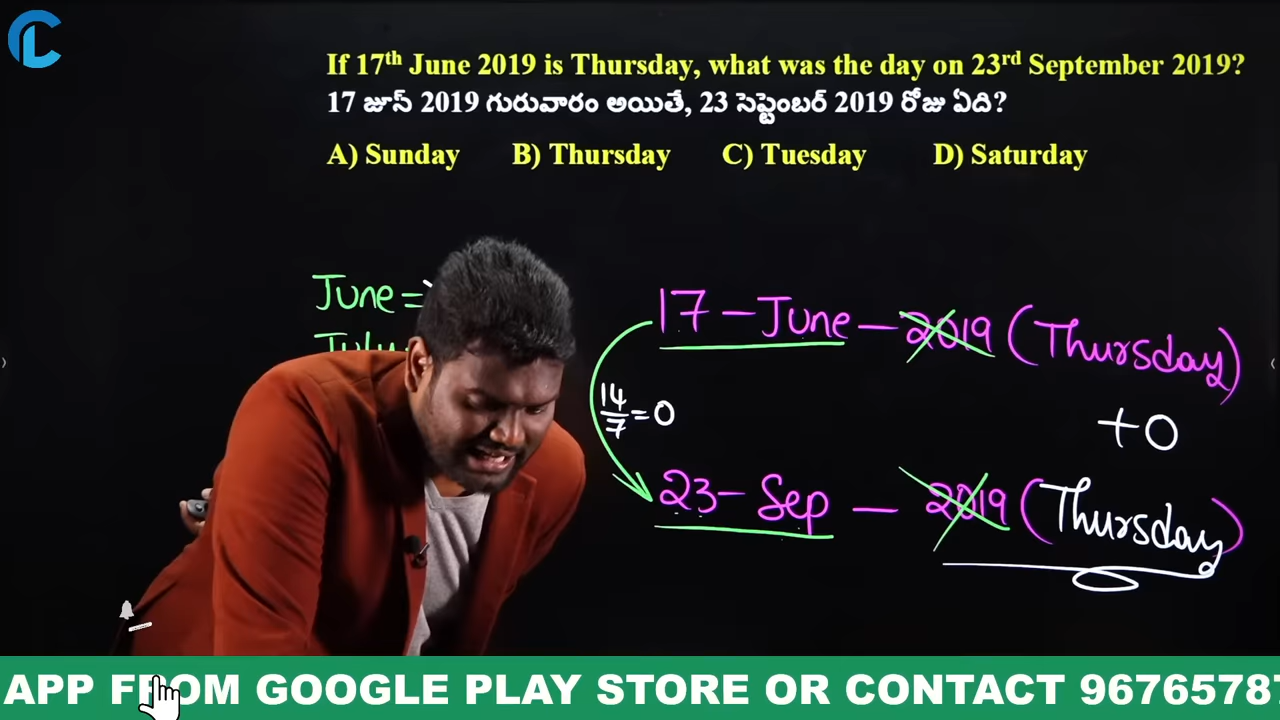 If 17th June 2019 is Thursday, what was the day on 23rd September 2019?
17 జూన్ 2019 గురువారం అయితే, 23 సెప్టెంబర్ 2019 రోజు ఏది?
A) Sunday B) Thursday C) Tuesday D) Saturday
June =
July
17 - June - 2019 (Thursday)
14/7 = 0
+0
23 - Sep - 2019 (Thursday)
APP FROM GOOGLE PLAY STORE OR CONTACT 9676578